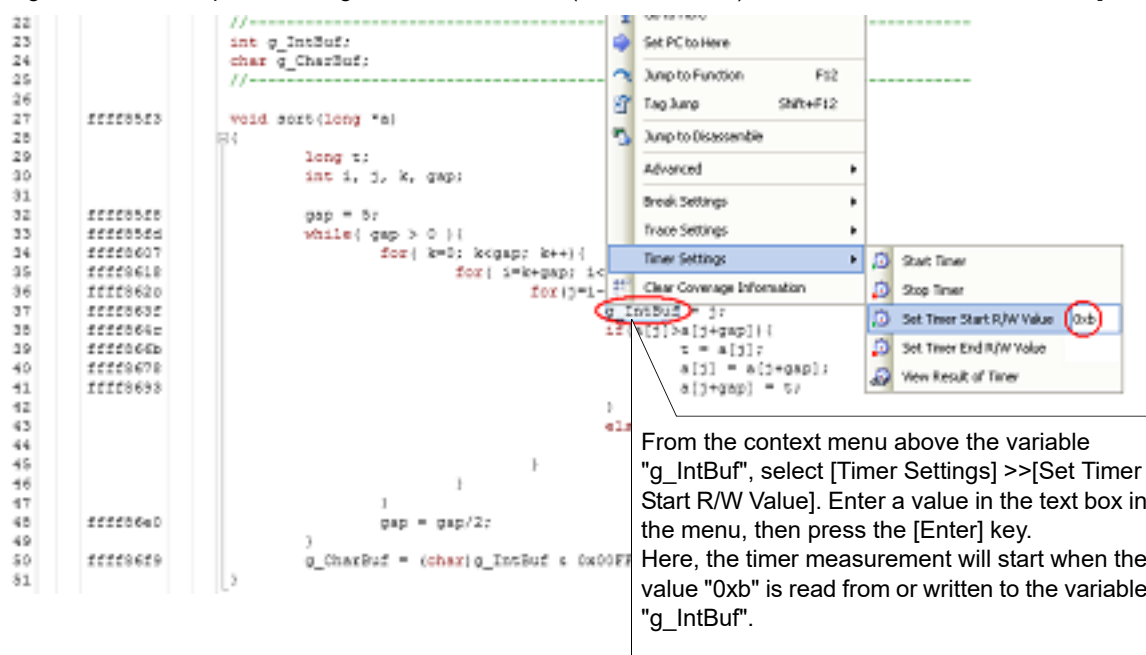 22 //--------------------------------------------------------------------------------
23 int g_IntBuf;
24 char g_CharBuf;
25 //--------------------------------------------------------------------------------
26
27 ffff85f3 void sort(long *a)
28 {
29 long t;
30 int i, j, k, gap;
31
32 ffff85f8 gap = 5;
33 ffff85fd while( gap > 0 ){
34 ffff8607 for( k=0; k<gap; k++){
35 ffff8618 for( i=k+gap; i<
36 ffff8620 for(j=i-
37 ffff863f g_IntBuf = j;
38 ffff864c if(a[j]>a[j+gap]){
39 ffff866b t = a[j];
40 ffff8678 a[j] = a[j+gap];
41 ffff8693 a[j+gap] = t;
42 }
43 els
44
45 }
46 }
47 }
48 ffff86e0 gap = gap/2;
49 }
50 ffff86f9 g_CharBuf = (char)g_IntBuf & 0x00FF
51 }
Set PC to Here
Jump to Function F12
Tag Jump Shift+F12
Jump to Disassemble
Advanced
Break Settings
Trace Settings
Timer Settings
Clear Coverage Information
Start Timer
Stop Timer
Set Timer Start R/W Value 0xb
Set Timer End R/W Value
View Result of Timer
From the context menu above the variable
"g_IntBuf", select [Timer Settings] >>[Set Timer
Start R/W Value]. Enter a value in the text box in
the menu, then press the [Enter] key.
Here, the timer measurement will start when the
value "0xb" is read from or written to the variable
"g_IntBuf".